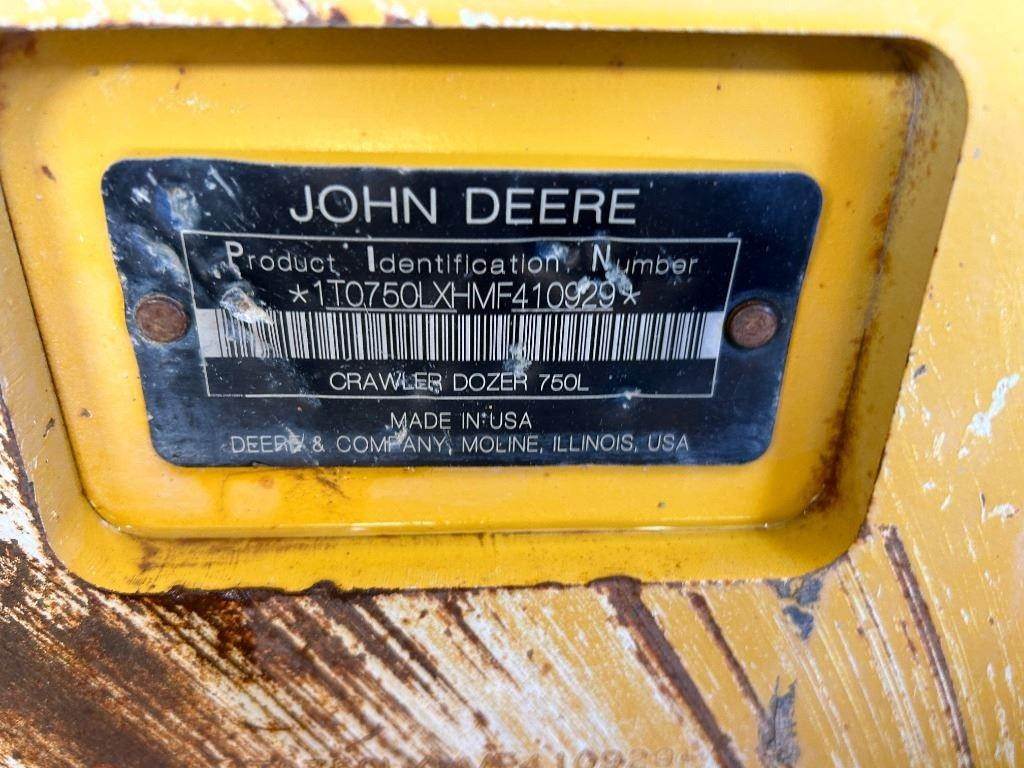 JOHN DEERE
Product Identification Number
*1T0750LXHMF410929*
CRAWLER DOZER 750L
MADE IN USA
DEERE & COMPANY, MOLINE, ILLINOIS, USA